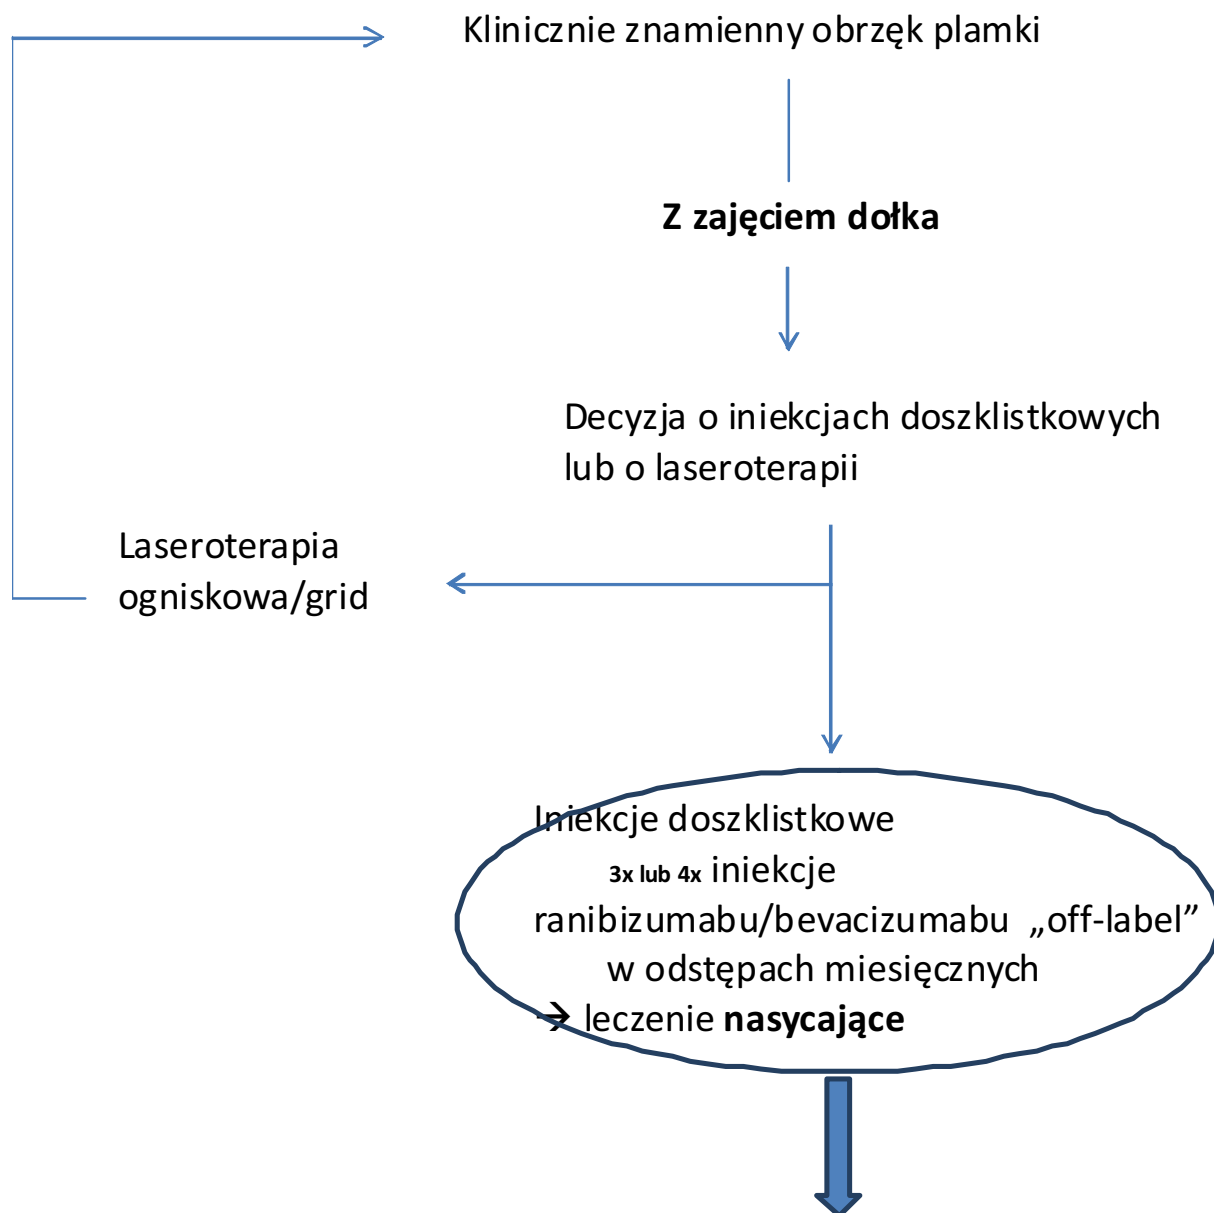 Klinicznie znamienny obrzęk plamki
Z zajęciem dołka
Decyzja o iniekcjach doszklistkowych
lub o laseroterapii
Laseroterapia
ogniskowa/grid
Iniekcje doszklistkowe
3x lub 4x iniekcje
ranibizumabu/bevacizumabu „off-label”
w odstępach miesięcznych
→ leczenie nasycające